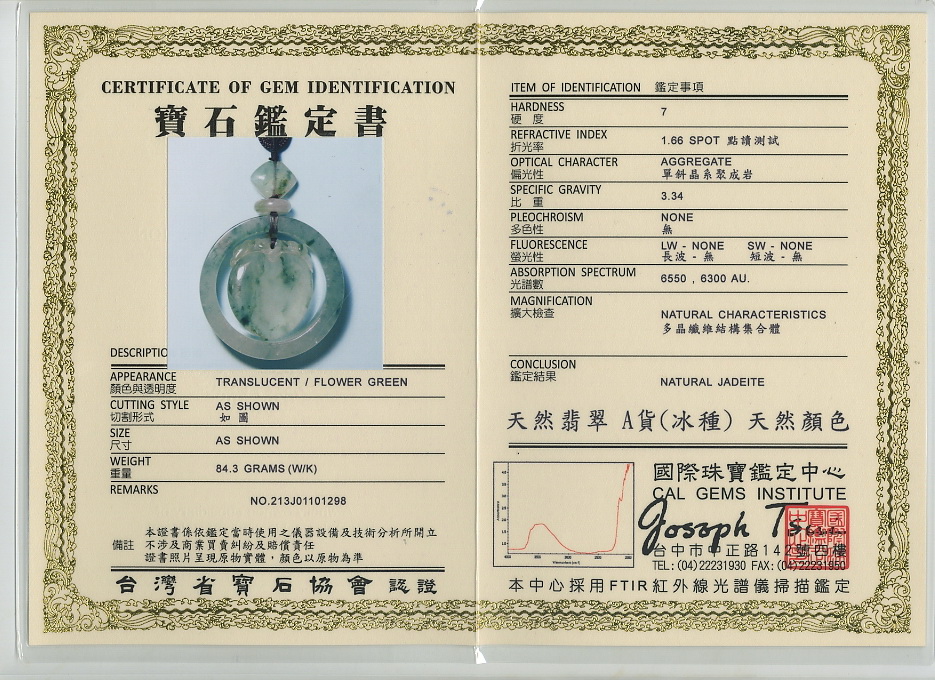 CERTIFICATE OF GEM IDENTIFICATION
寶石鑑定書
DESCRIPTIO
APPEARANCE TRANSLUCENT / FLOWER GREEN
顏色與透明度
CUTTING STYLE AS SHOWN
切割形式 如圖
SIZE AS SHOWN
尺寸
WEIGHT 84.3 GRAMS (W/K)
重量
REMARKS
NO.213J01101298
本證書係依鑑定當時使用之儀器設備及技術分析所開立
備註 不涉及商業買賣糾紛及賠償責任
證書照片呈現原物實體，顏色以原物為準
台灣省寶石協會認證
ITEM OF IDENTIFICATION 鑑定事項
HARDNESS 7
硬度
REFRACTIVE INDEX 1.66 SPOT 點讀測試
折光率
OPTICAL CHARACTER AGGREGATE
偏光性 單斜晶系聚成岩
SPECIFIC GRAVITY 3.34
比重
PLEOCHROISM NONE
多色性 無
FLUORESCENCE LW - NONE SW - NONE
螢光性 長波 - 無 短波 - 無
ABSORPTION SPECTRUM 6550 , 6300 AU.
光譜數
MAGNIFICATION NATURAL CHARACTERISTICS
擴大檢查 多晶纖維結構集合體
CONCLUSION NATURAL JADEITE
鑑定結果
天然翡翠 A貨(冰種) 天然顏色
國際珠寶鑑定中心
CAL GEMS INSTITUTE
Joseph
台中市中正路142號四樓
TEL: (04)22231930 FAX: (04)22231950
本中心採用FTIR紅外線光譜儀掃描鑑定